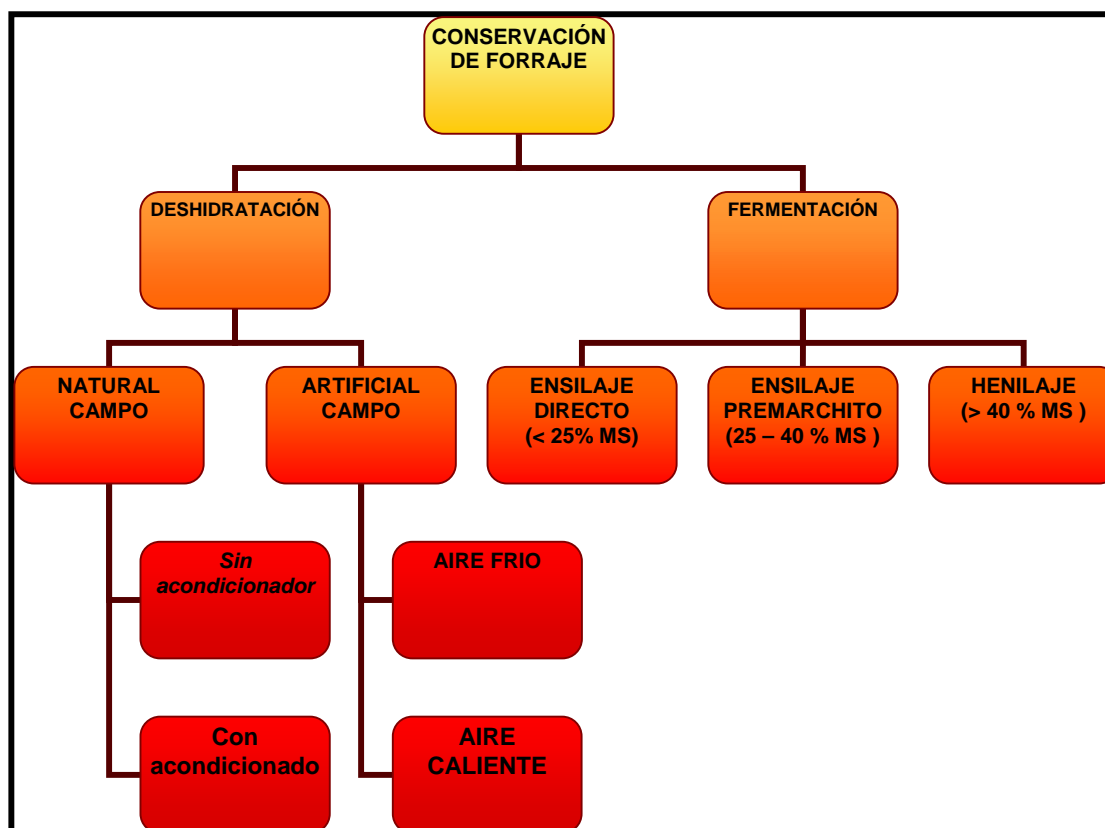 CONSERVACIÓN
DE FORRAJE
DESHIDRATACIÓN
FERMENTACIÓN
NATURAL
CAMPO
ARTIFICIAL
CAMPO
ENSILAJE
DIRECTO
(< 25% MS)
ENSILAJE
PREMARCHITO
(25 – 40 % MS )
HENILAJE
(> 40 % MS )
Sin
acondicionador
AIRE FRIO
Con
acondicionado
AIRE
CALIENTE